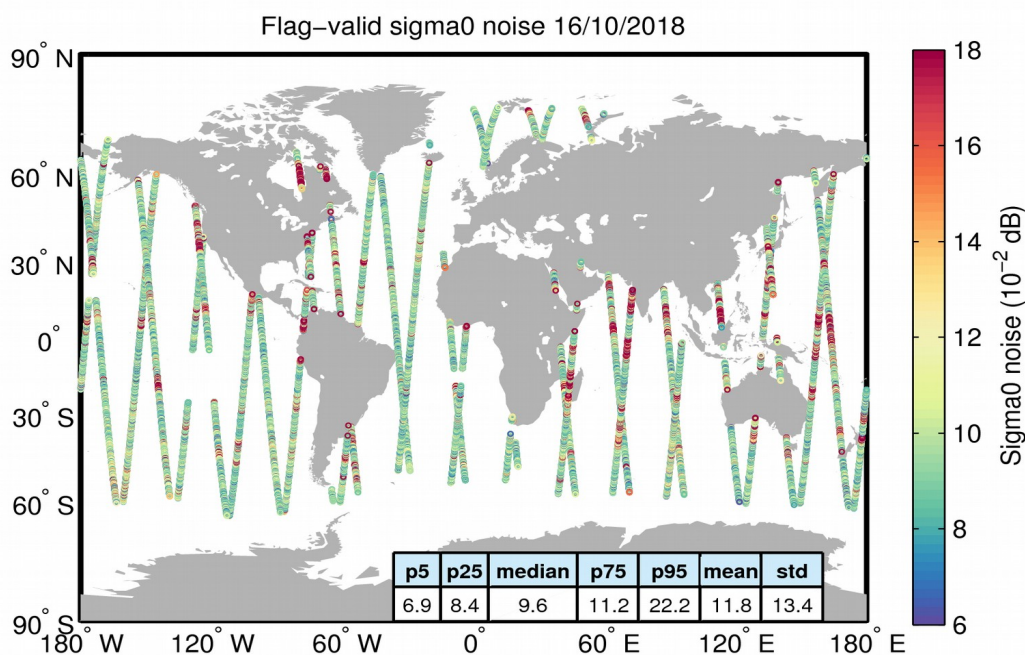 Flag-valid sigma0 noise 16/10/2018
90° N
60° N
30° N
0°
30° S
60° S
90° S
180° W
120° W
60° W
0°
60° E
120° E
180° E
p5 p25 median p75 p95 mean std
6.9 8.4 9.6 11.2 22.2 11.8 13.4
18
16
14
12
10
8
6
Sigma0 noise (10⁻² dB)